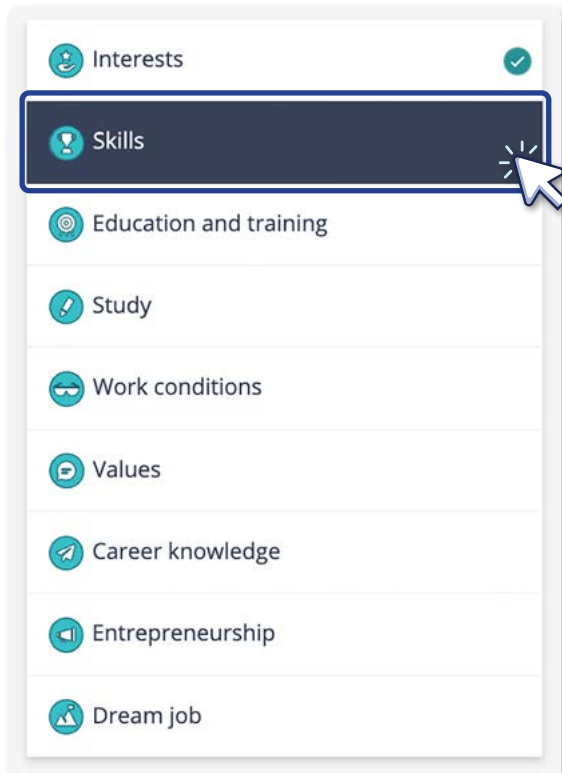 Interests
Skills
Education and training
Study
Work conditions
Values
Career knowledge
Entrepreneurship
Dream job